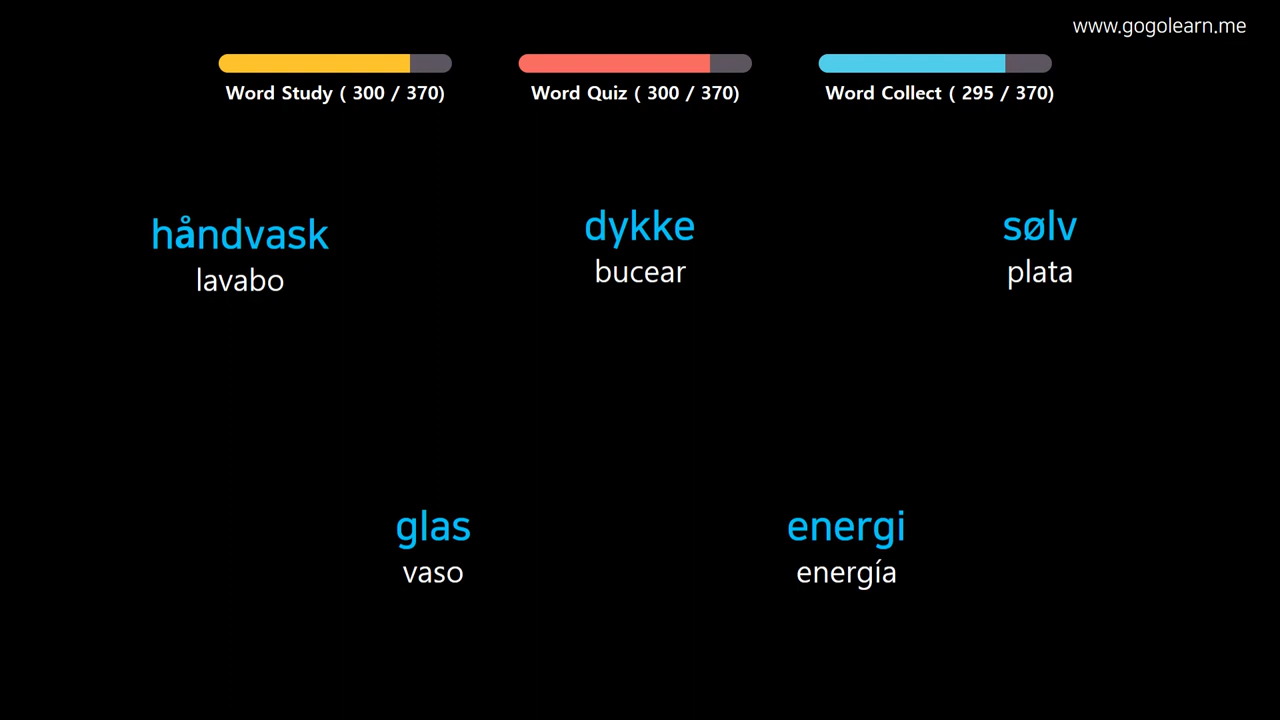 www.gogolearn.me
Word Study ( 300 / 370)
Word Quiz ( 300 / 370)
Word Collect ( 295 / 370)
håndvask
lavabo
dykke
bucear
sølv
plata
glas
vaso
energi
energía